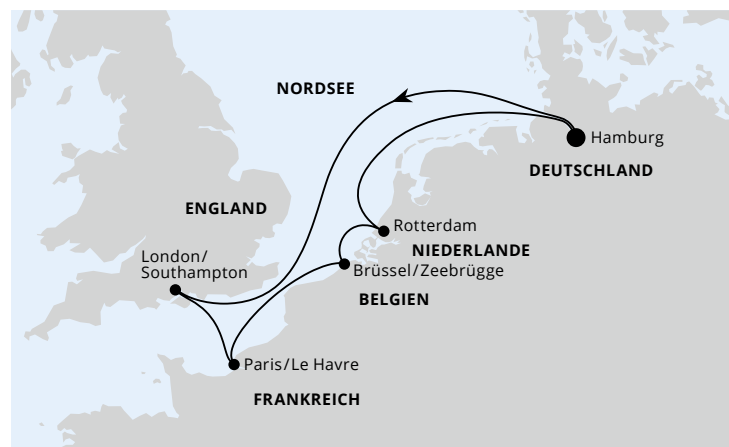 NORDSEE
Hamburg
DEUTSCHLAND
ENGLAND
Rotterdam
NIEDERLANDE
London/
Southampton
Brüssel/Zeebrügge
BELGIEN
Paris/Le Havre
FRANKREICH